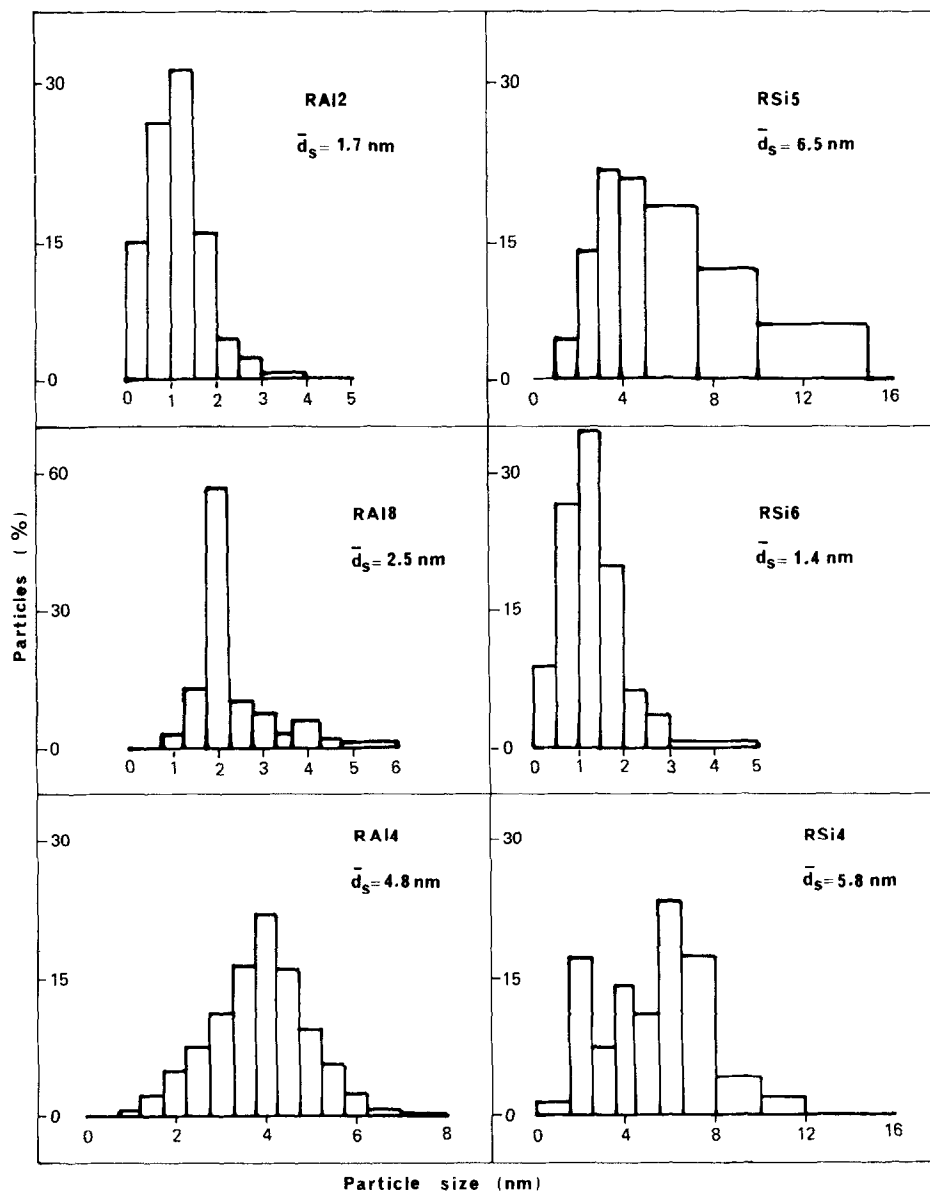 30
15
0
RAl2
d̄s = 1.7 nm
0 1 2 3 4 5
30
15
0
RSi5
d̄s = 6.5 nm
0 4 8 12 16
Particles (%)
60
30
0
RAl8
d̄s = 2.5 nm
0 1 2 3 4 5 6
30
15
0
RSi6
d̄s = 1.4 nm
0 1 2 3 4 5
30
15
0
RAl4
d̄s = 4.8 nm
0 2 4 6 8
30
15
0
RSi4
d̄s = 5.8 nm
0 4 8 12 16
Particle size (nm)